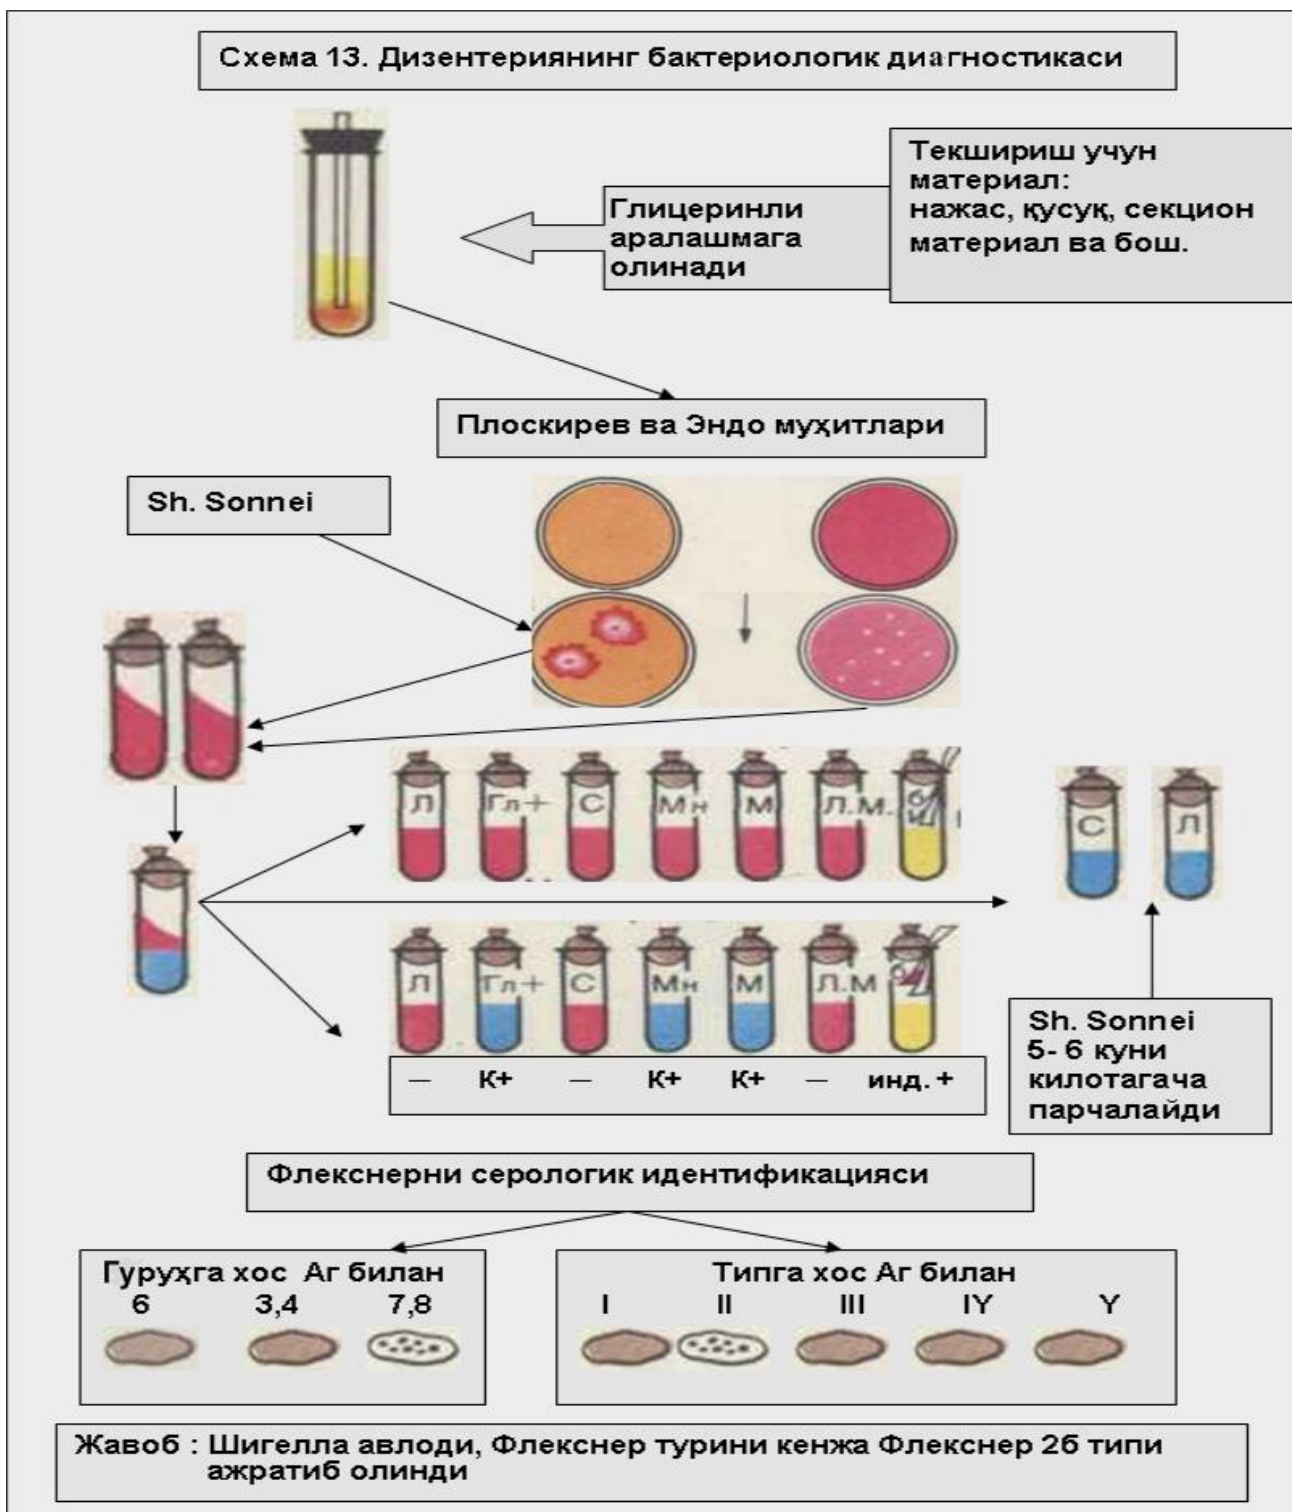 Схема 13. Дизентериянинг бактериологик диагностикаси
Текшириш учун
материал:
нажас, қусуқ, секцион
материал ва бош.
Глицеринли
аралашмага
олинади
Плоскирев ва Эндо муҳитлари
Sh. Sonnei
Л Гл+ С Мн М Л.М.
С Л
Л Гл+ С Мн М Л.М
— К+ — К+ К+ — инд. +
Sh. Sonnei
5- 6 куни
килотагача
парчалайди
Флекснерни серологик идентификацияси
Гуруҳга хос Аг билан
6 3,4 7,8
Типга хос Аг билан
I II III IY Y
Жавоб : Шигелла авлоди, Флекснер турини кенжа Флекснер 2б типи
ажратиб олинди